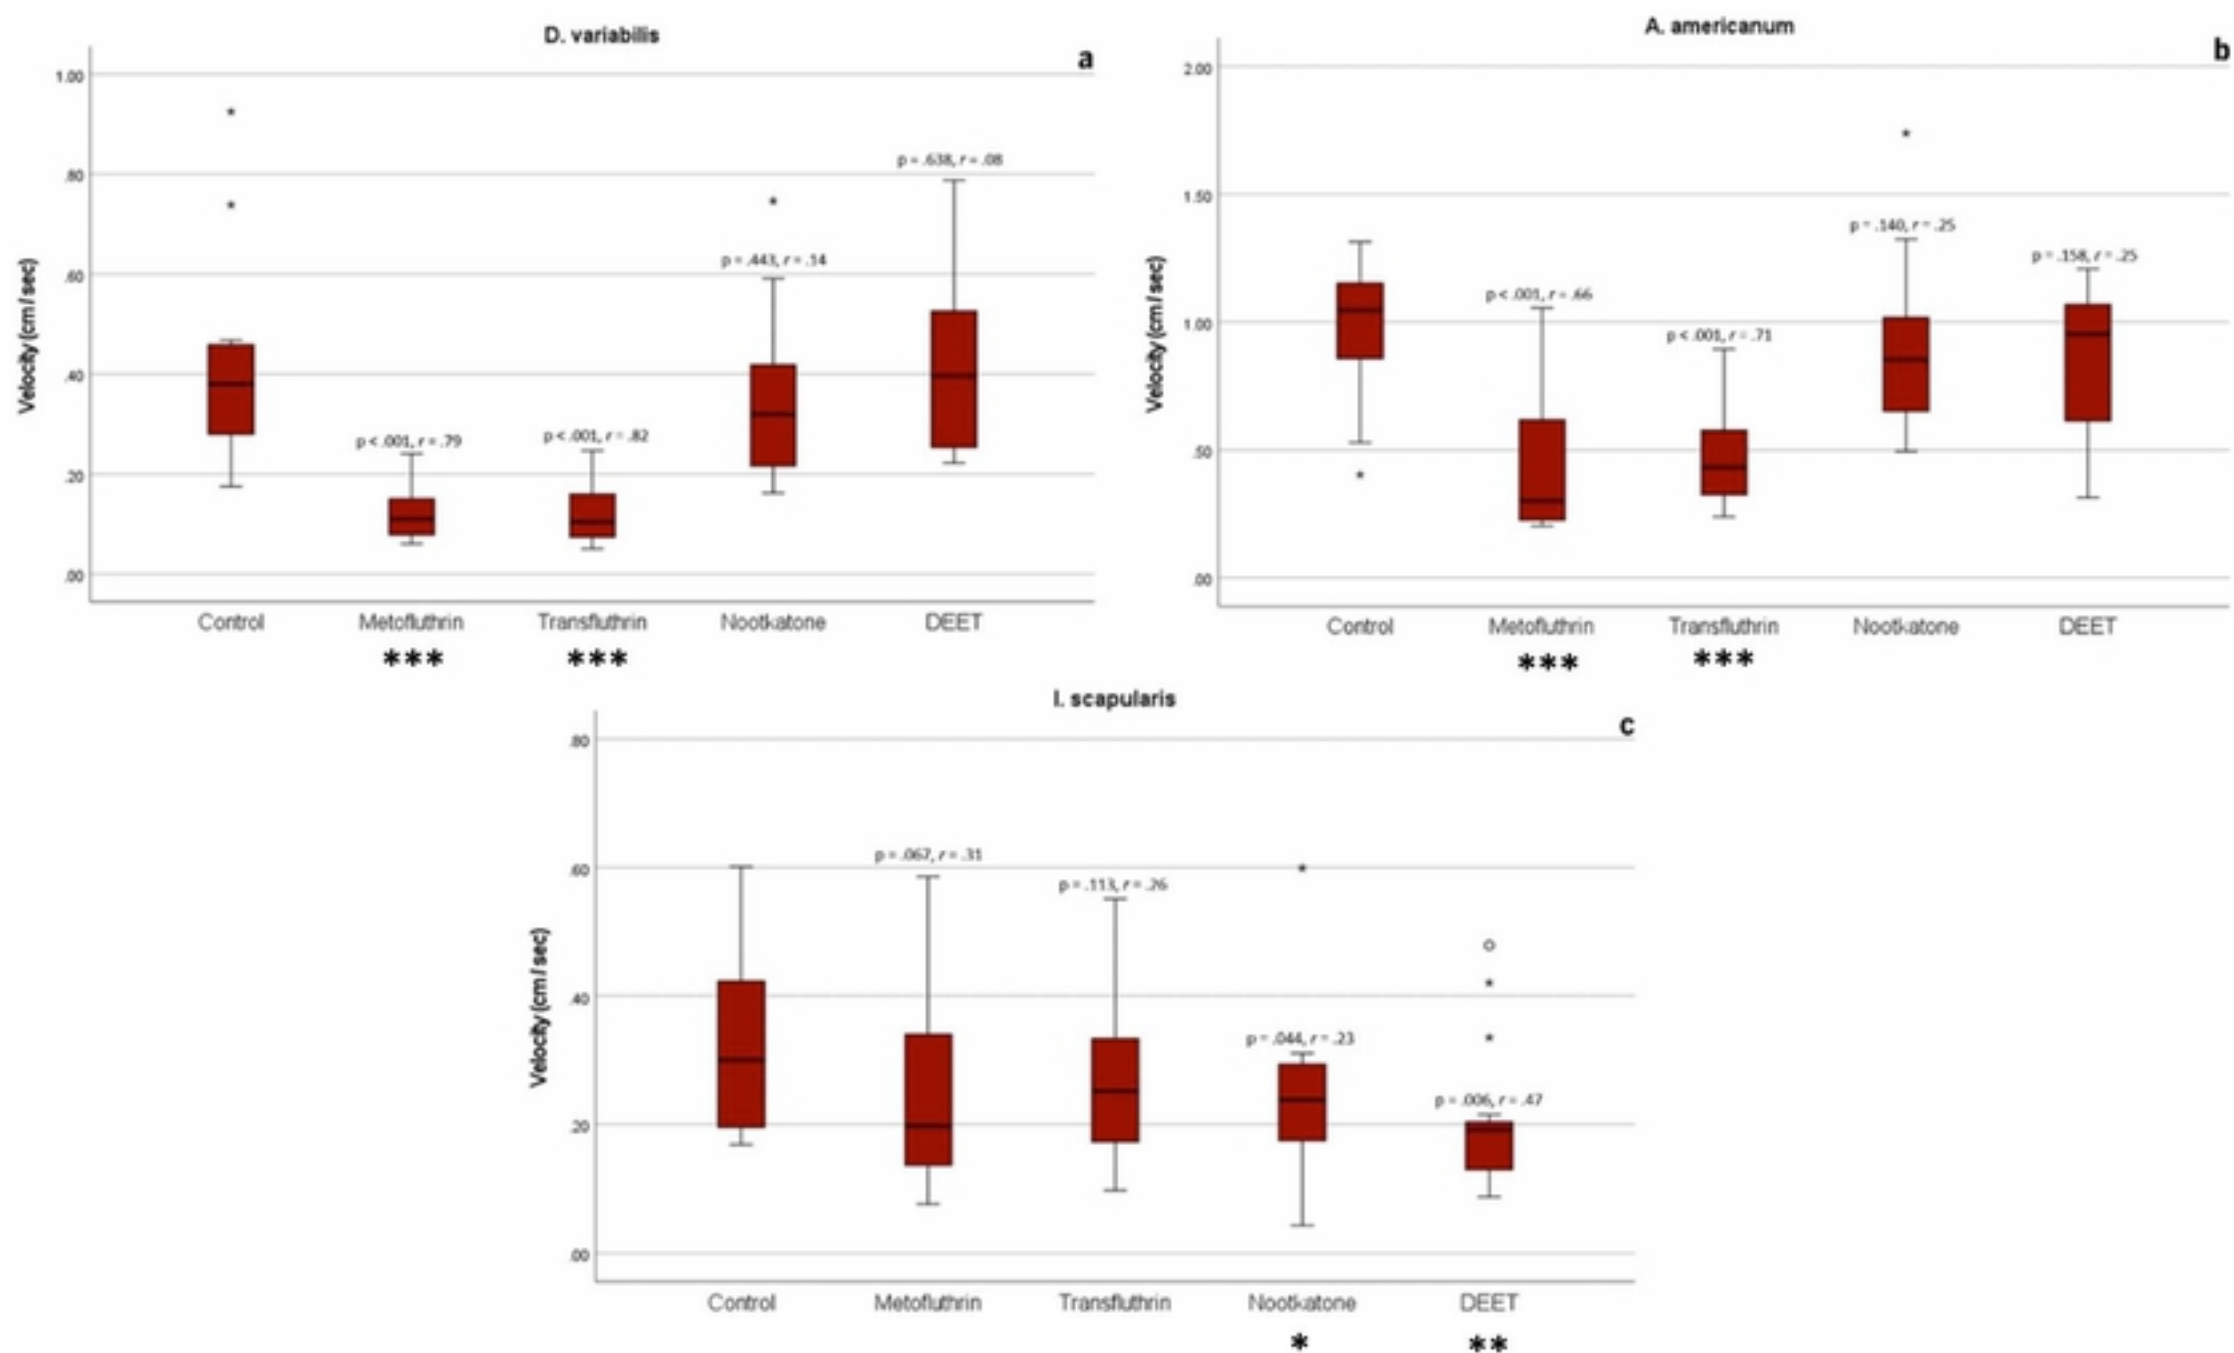 D. variabilis
a
1.00
.80
.60
.40
.20
.00
Velocity (cm / sec)
p < .001, r = .79
p < .001, r = .82
p = .443, r = .14
p = .638, r = .08
Control Metofluthrin Transfluthrin Nootkatone DEET
*** ***
A. americanum
b
2.00
1.50
1.00
.50
.00
Velocity (cm / sec)
p < .001, r = .66
p < .001, r = .71
p = .140, r = .25
p = .158, r = .25
Control Metofluthrin Transfluthrin Nootkatone DEET
*** ***
I. scapularis
c
.80
.60
.40
.20
.00
Velocity (cm / sec)
p = .067, r = .31
p = .113, r = .26
p = .044, r = .23
p = .006, r = .47
Control Metofluthrin Transfluthrin Nootkatone DEET
* **